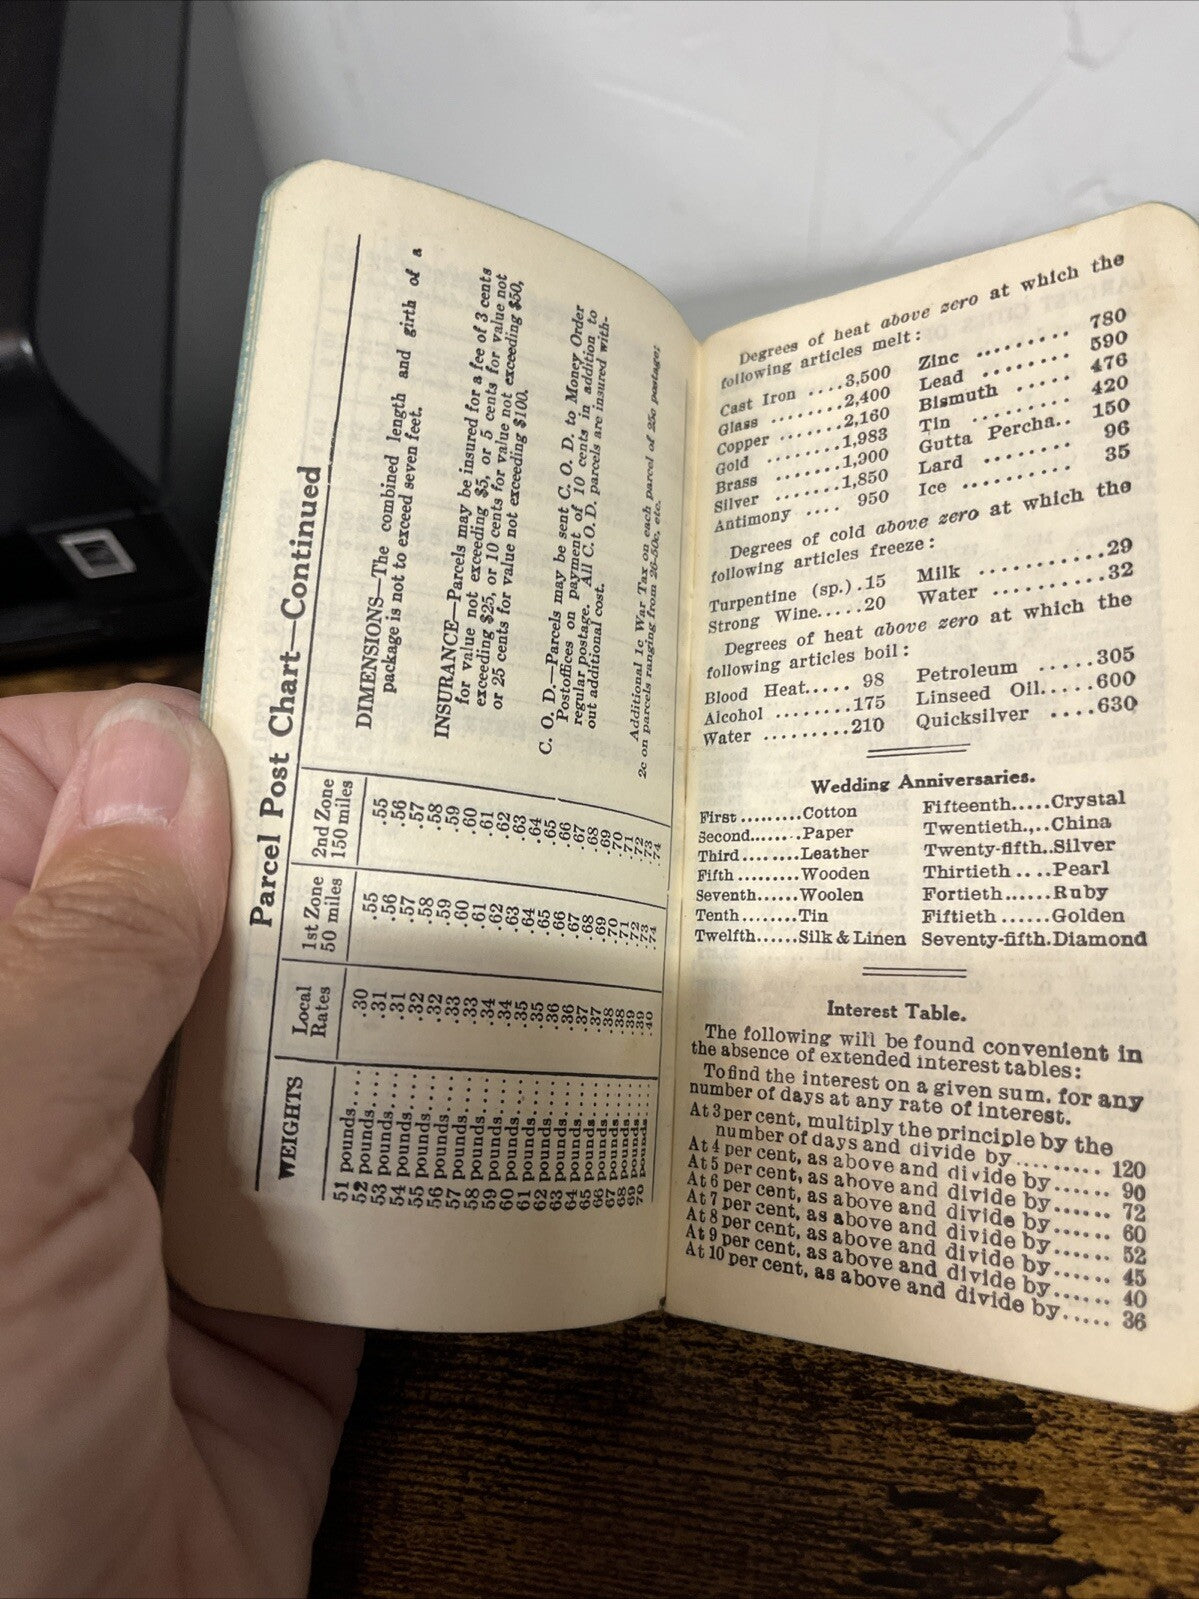 Parcel Post Chart—Continued
WEIGHTS Local Rates 1st Zone 50 miles 2nd Zone 150 miles
51 pounds.... .30 .55 .55
52 pounds.... .31 .56 .56
53 pounds.... .31 .57 .57
54 pounds.... .32 .58 .58
55 pounds.... .32 .59 .59
56 pounds.... .33 .60 .60
57 pounds.... .33 .61 .61
58 pounds.... .34 .62 .62
59 pounds.... .34 .63 .63
60 pounds.... .35 .64 .64
61 pounds.... .35 .65 .65
62 pounds.... .36 .66 .66
63 pounds.... .36 .67 .67
64 pounds.... .37 .68 .68
65 pounds.... .37 .69 .69
66 pounds.... .38 .70 .70
67 pounds.... .38 .71 .71
68 pounds.... .39 .72 .72
69 pounds.... .39 .73 .73
70 pounds.... .40 .74 .74
DIMENSIONS—The combined length and girth of a
package is not to exceed seven feet.
INSURANCE—Parcels may be insured for a fee of 3 cents
for value not exceeding $5, or 5 cents for value not
exceeding $25, or 10 cents for value not exceeding $50,
or 25 cents for value not exceeding $100.
C. O. D.—Parcels may be sent C. O. D. to Money Order
Postoffices on payment of 10 cents in addition to
regular postage. All C. O. D. parcels are insured with-
out additional cost.
Additional 1c War Tax on each parcel of 25c postage;
2c on parcels ranging from 26-50c, etc.
Degrees of heat above zero at which the
following articles melt:
Cast Iron ....3,500 Zinc ......... 780
Glass ........2,400 Lead ........ 590
Copper .......2,160 Bismuth ..... 476
Gold ........1,983 Tin ......... 420
Brass .......1,900 Gutta Percha.. 150
Silver .......1,850 Lard ........ 96
Antimony .... 950 Ice .......... 35
Degrees of cold above zero at which the
following articles freeze:
Turpentine (sp.).15 Milk ..........29
Strong Wine.....20 Water ..........32
Degrees of heat above zero at which the
following articles boil:
Blood Heat..... 98 Petroleum .....305
Alcohol ........175 Linseed Oil.....600
Water .........210 Quicksilver ....630
Wedding Anniversaries.
First.........Cotton Fifteenth.....Crystal
Second........Paper Twentieth.,..China
Third........Leather Twenty-fifth..Silver
Fifth .........Wooden Thirtieth ....Pearl
Seventh......Woolen Fortieth......Ruby
Tenth........Tin Fiftieth ......Golden
Twelfth......Silk & Linen Seventy-fifth.Diamond
Interest Table.
The following will be found convenient in
the absence of extended interest tables:
To find the interest on a given sum, for any
number of days at any rate of interest.
At 3 per cent, multiply the principle by the
number of days and divide by......... 120
At 4 per cent, as above and divide by...... 90
At 5 per cent, as above and divide by...... 72
At 6 per cent, as above and divide by...... 60
At 7 per cent, as above and divide by...... 52
At 8 per cent, as above and divide by...... 45
At 9 per cent, as above and divide by...... 40
At 10 per cent, as above and divide by..... 36